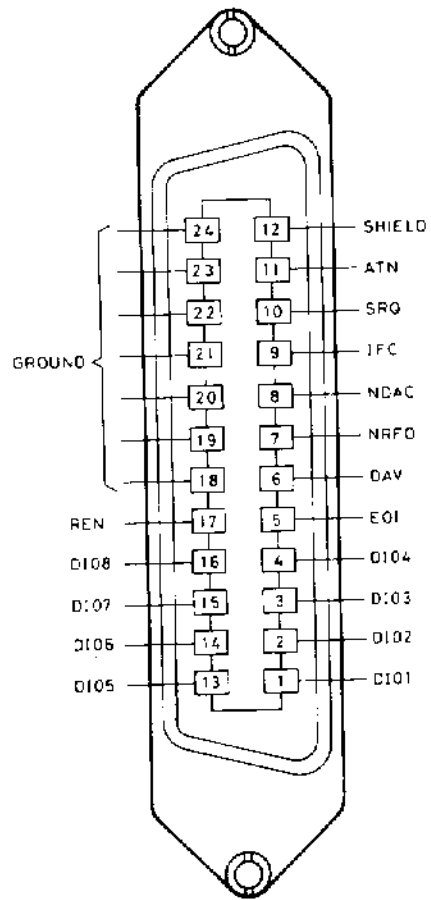 24 12 SHIELD
23 11 ATN
22 10 SRQ
21 9 IFC
GROUND
20 8 NDAC
19 7 NRFD
18 6 DAV
REN 17 5 EOI
DIO8 16 4 DIO4
DIO7 15 3 DIO3
DIO6 14 2 DIO2
DIO5 13 1 DIO1